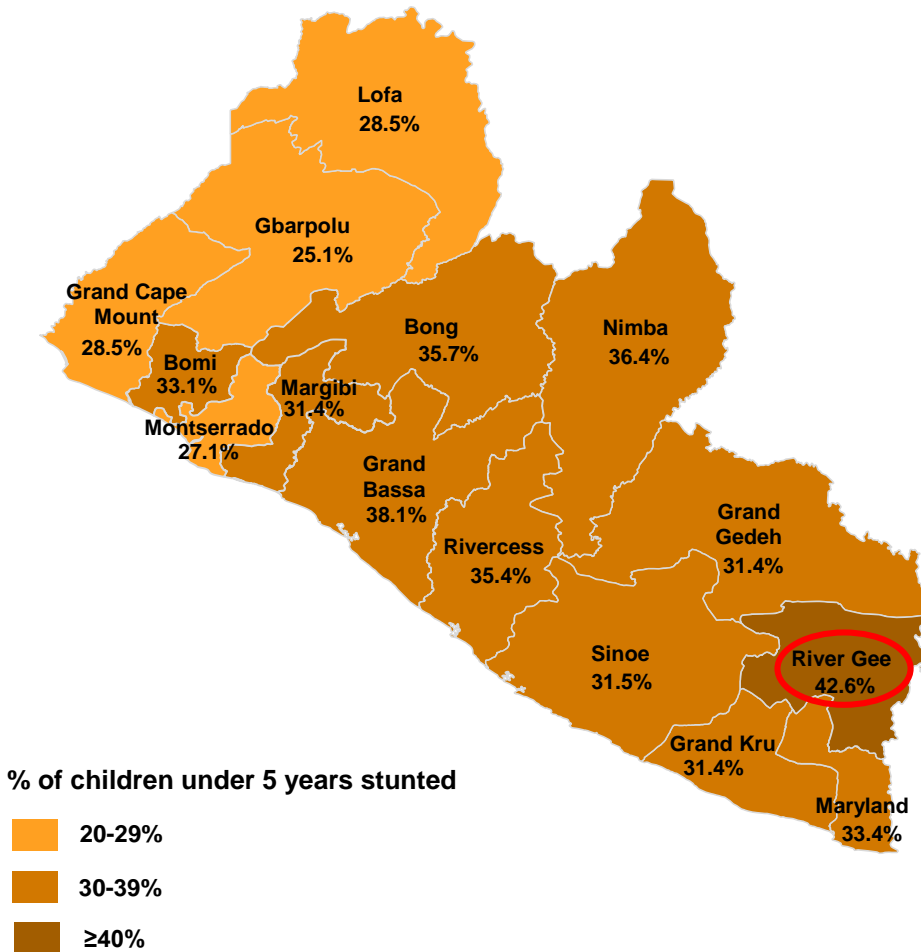 Lofa
28.5%
Gbarpolu
25.1%
Grand Cape
Mount
28.5%
Bomi
33.1%
Bong
35.7%
Nimba
36.4%
Margibi
31.4%
Montserrado
27.1%
Grand
Bassa
38.1%
Rivercess
35.4%
Grand
Gedeh
31.4%
Sinoe
31.5%
River Gee
42.6%
Grand Kru
31.4%
Maryland
33.4%
% of children under 5 years stunted
20-29%
30-39%
≥40%